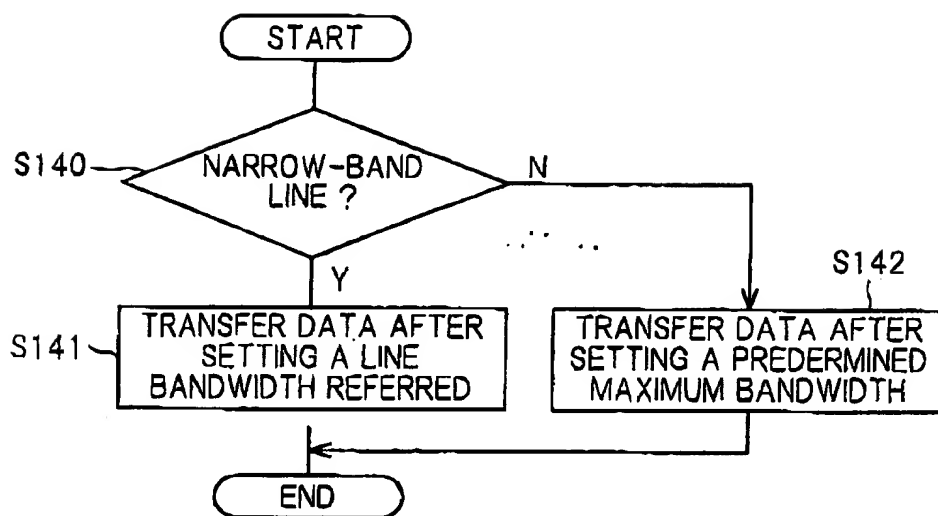 START
S140
NARROW-BAND
LINE ?
N
Y
S142
S141
TRANSFER DATA AFTER
SETTING A LINE
BANDWIDTH REFERRED
TRANSFER DATA AFTER
SETTING A PREDERMINED
MAXIMUM BANDWIDTH
END